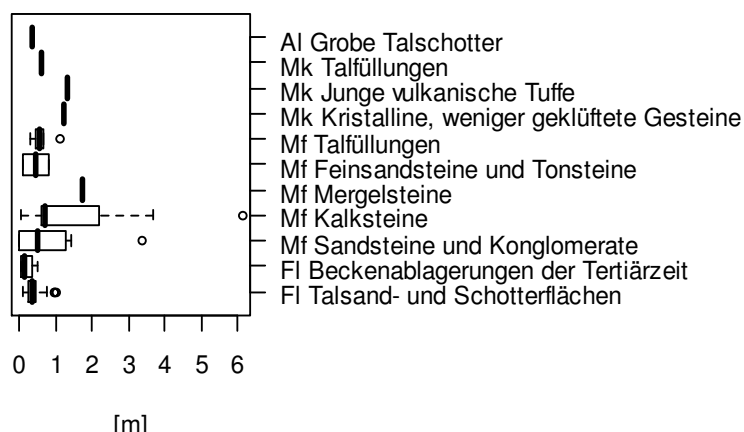 Al Grobe Talschotter
Mk Talfüllungen
Mk Junge vulkanische Tuffe
Mk Kristalline, weniger geklüftete Gesteine
Mf Talfüllungen
Mf Feinsandsteine und Tonsteine
Mf Mergelsteine
Mf Kalksteine
Mf Sandsteine und Konglomerate
Fl Beckenablagerungen der Tertiärzeit
Fl Talsand- und Schotterflächen
0 1 2 3 4 5 6
[m]